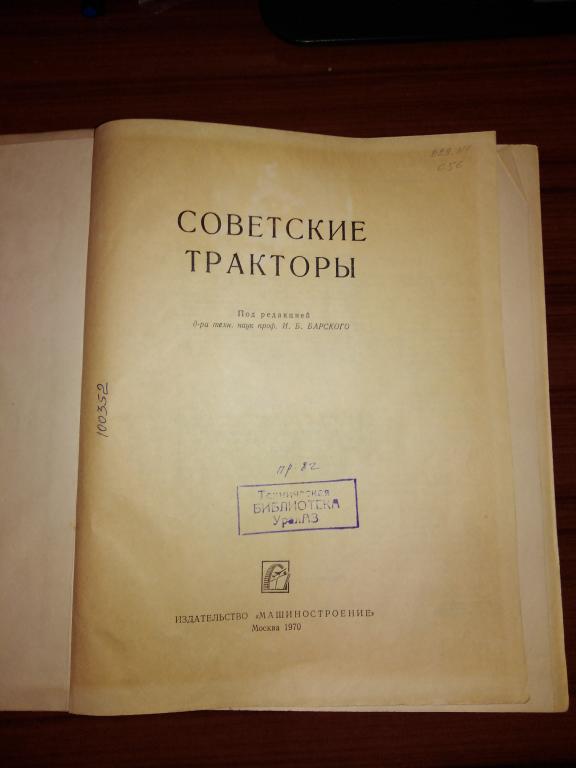 С56
СОВЕТСКИЕ
ТРАКТОРЫ
Под редакцией
д-ра техн. наук проф. И. Б. БАРСКОГО
100352
пр. 82
Техническая
БИБЛИОТЕКА
УралАЗ
ИЗДАТЕЛЬСТВО «МАШИНОСТРОЕНИЕ»
Москва 1970